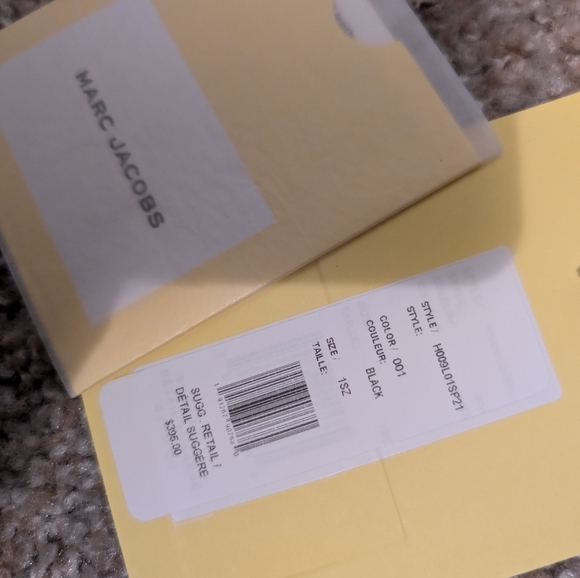 MARC JACOBS
STYLE/ H009L01SP21
STYLE:
COLOR/ 001
COULEUR: BLACK
SIZE/ 1SZ
TAILLE:
SUGG. RETAIL /
DÉTAIL SUGGÉRÉ
$395.00